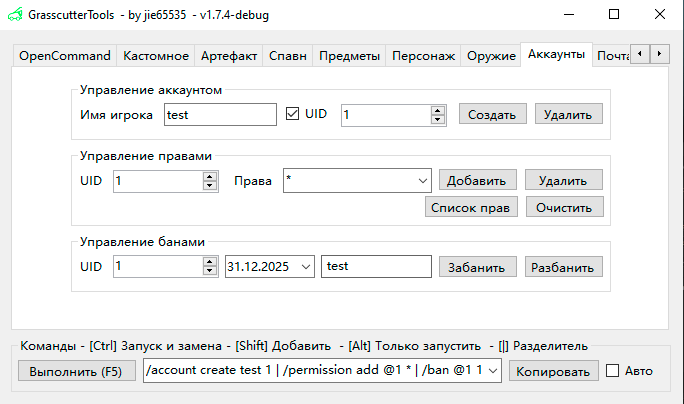 GrasscutterTools - by jie65535 - v1.7.4-debug
OpenCommand Кастомное Артефакт Спавн Предметы Персонаж Оружие Аккаунты Почта
Управление аккаунтом
Имя игрока test UID 1 Создать Удалить
Управление правами
UID 1 Права * Добавить Удалить
Список прав Очистить
Управление банами
UID 1 31.12.2025 test Забанить Разбанить
Команды - [Ctrl] Запуск и замена - [Shift] Добавить - [Alt] Только запустить - [|] Разделитель
Выполнить (F5) /account create test 1 | /permission add @1 * | /ban @1 1 Копировать Авто